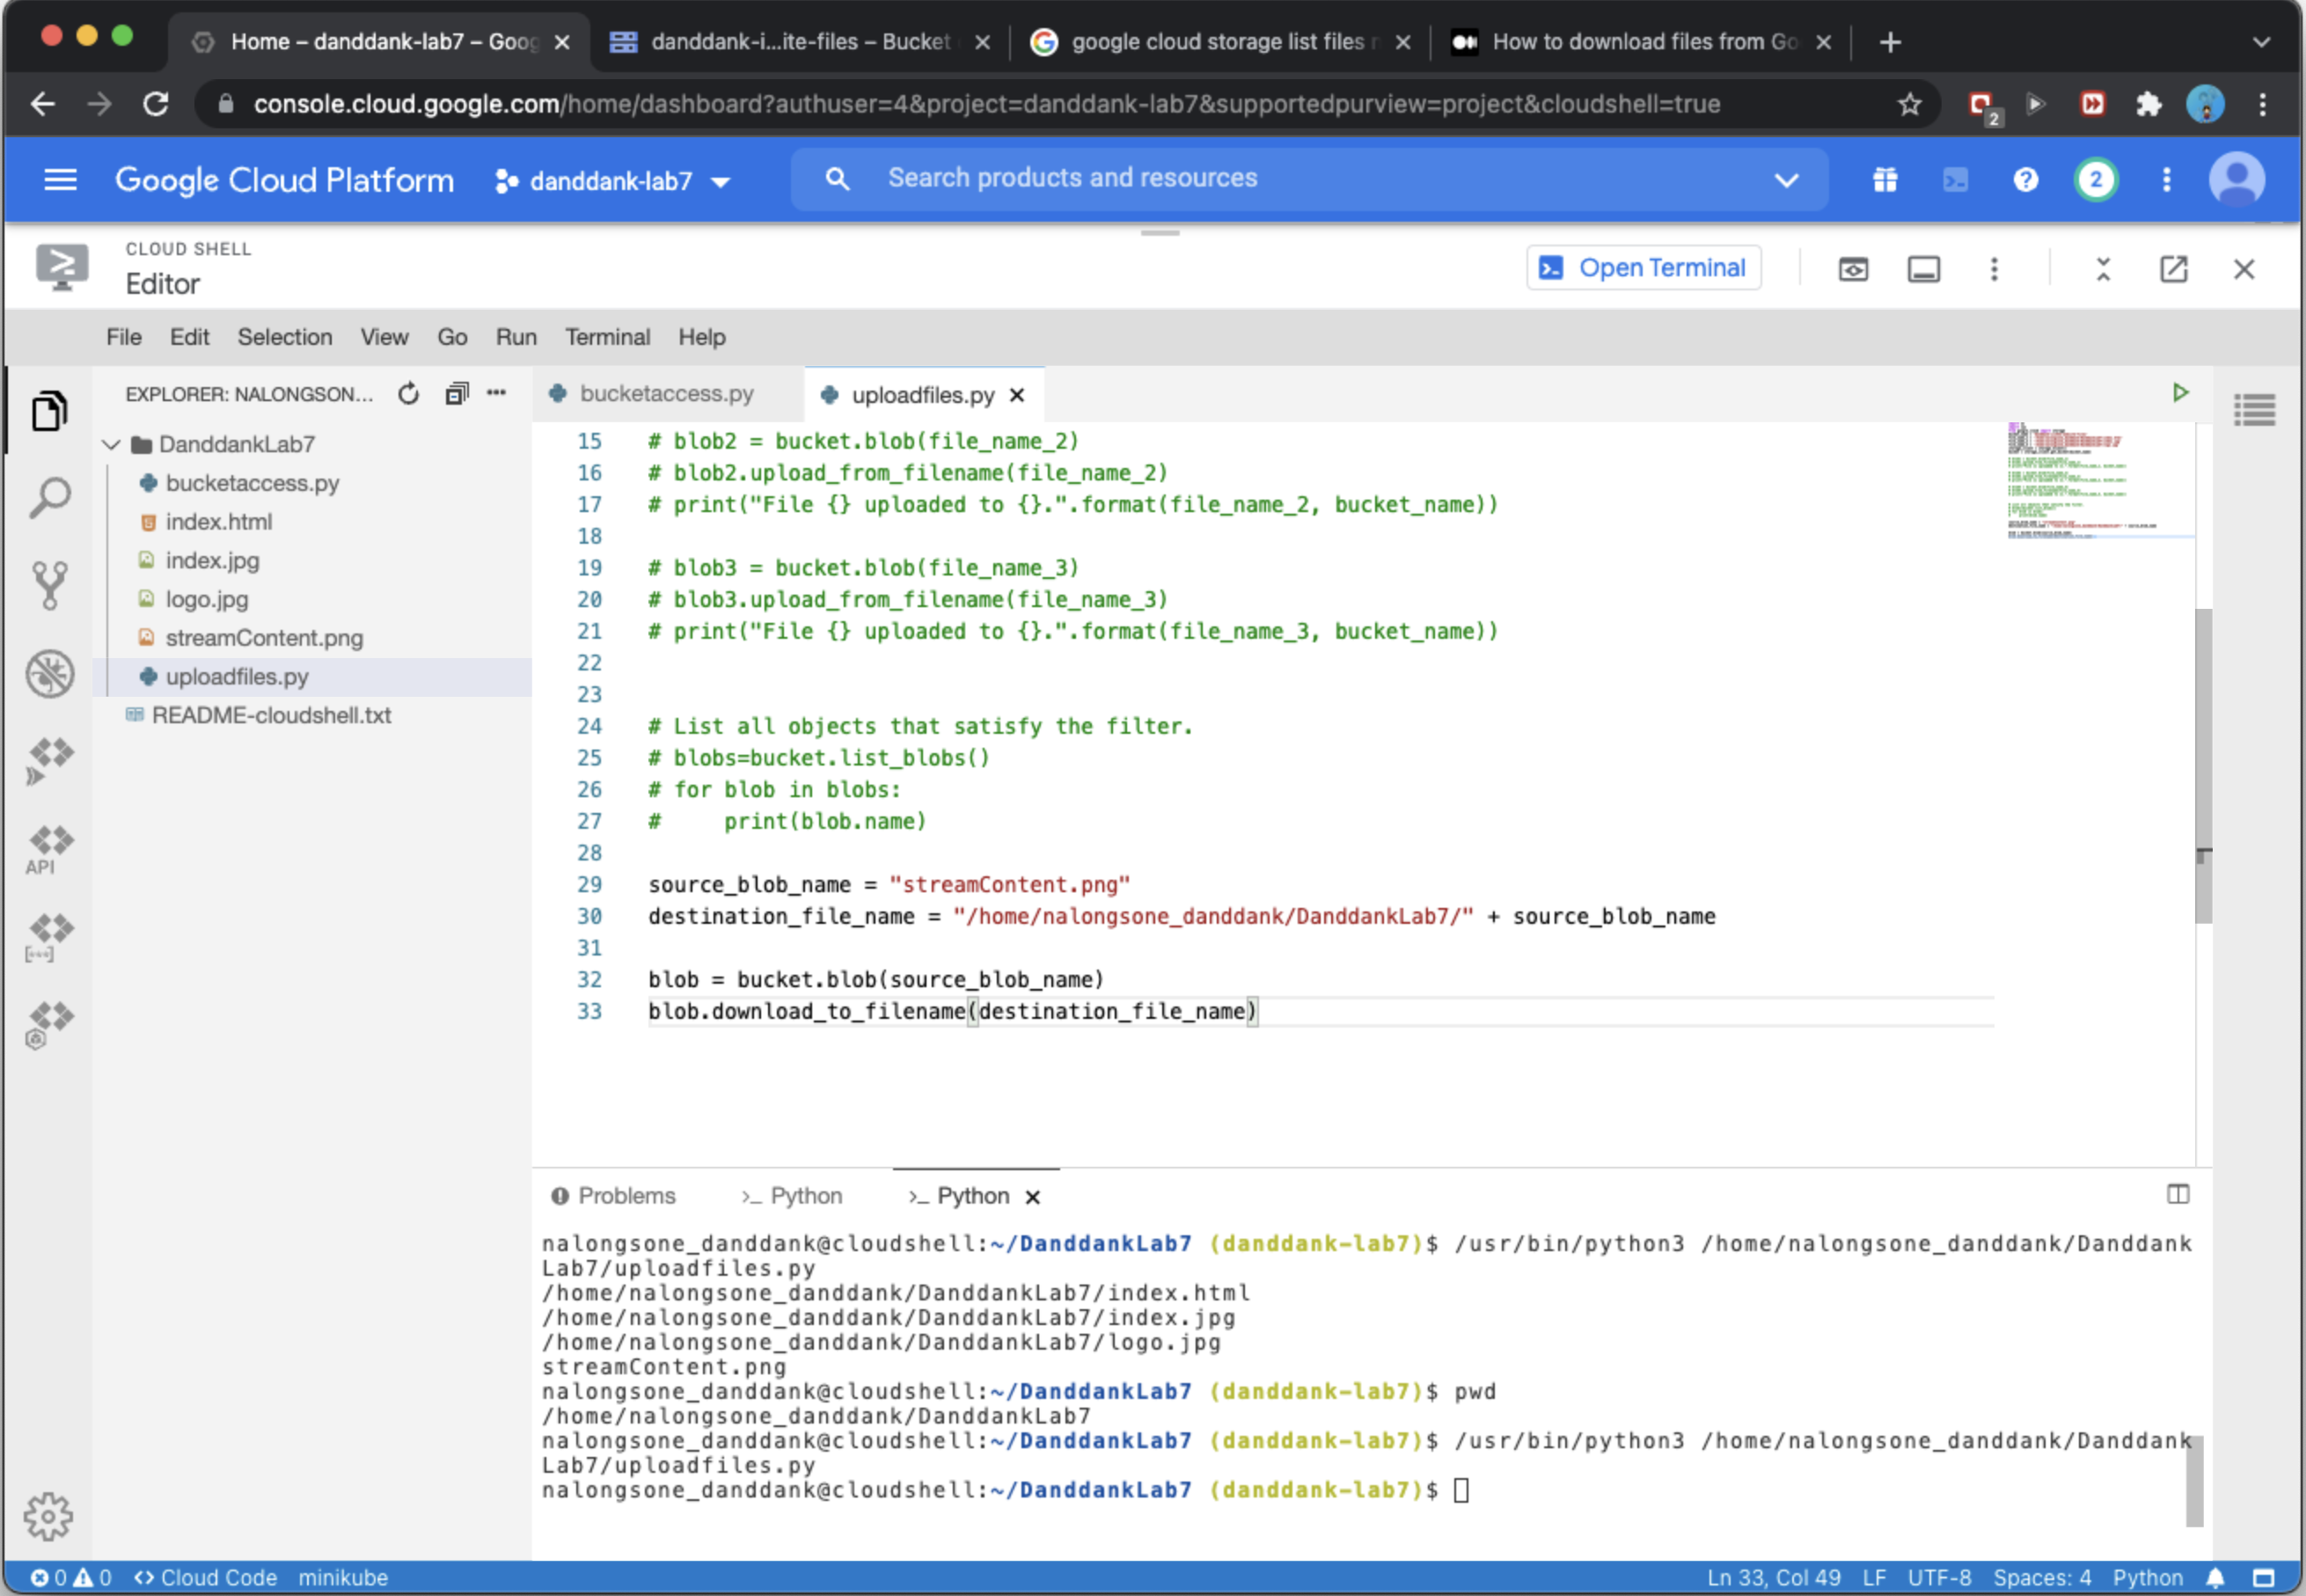 Home – danddank-lab7 – Goog
danddank-i...ite-files – Bucket
google cloud storage list files
How to download files from Go
console.cloud.google.com/home/dashboard?authuser=4&project=danddank-lab7&supportedpurview=project&cloudshell=true
2
Google Cloud Platform
danddank-lab7
Search products and resources
2
CLOUD SHELL
Editor
Open Terminal
File Edit Selection View Go Run Terminal Help
EXPLORER: NALONGSON...
DanddankLab7
bucketaccess.py
index.html
index.jpg
logo.jpg
streamContent.png
uploadfiles.py
README-cloudshell.txt
API
bucketaccess.py
uploadfiles.py
15 # blob2 = bucket.blob(file_name_2)
16 # blob2.upload_from_filename(file_name_2)
17 # print("File {} uploaded to {}.".format(file_name_2, bucket_name))
18
19 # blob3 = bucket.blob(file_name_3)
20 # blob3.upload_from_filename(file_name_3)
21 # print("File {} uploaded to {}.".format(file_name_3, bucket_name))
22
23
24 # List all objects that satisfy the filter.
25 # blobs=bucket.list_blobs()
26 # for blob in blobs:
27 #     print(blob.name)
28
29 source_blob_name = "streamContent.png"
30 destination_file_name = "/home/nalongsone_danddank/DanddankLab7/" + source_blob_name
31
32 blob = bucket.blob(source_blob_name)
33 blob.download_to_filename(destination_file_name)
Problems
>_ Python
>_ Python
nalongsone_danddank@cloudshell:~/DanddankLab7 (danddank-lab7)$ /usr/bin/python3 /home/nalongsone_danddank/Danddank
Lab7/uploadfiles.py
/home/nalongsone_danddank/DanddankLab7/index.html
/home/nalongsone_danddank/DanddankLab7/index.jpg
/home/nalongsone_danddank/DanddankLab7/logo.jpg
streamContent.png
nalongsone_danddank@cloudshell:~/DanddankLab7 (danddank-lab7)$ pwd
/home/nalongsone_danddank/DanddankLab7
nalongsone_danddank@cloudshell:~/DanddankLab7 (danddank-lab7)$ /usr/bin/python3 /home/nalongsone_danddank/Danddank
Lab7/uploadfiles.py
nalongsone_danddank@cloudshell:~/DanddankLab7 (danddank-lab7)$
0 0 <> Cloud Code minikube
Ln 33, Col 49 LF UTF-8 Spaces: 4 Python